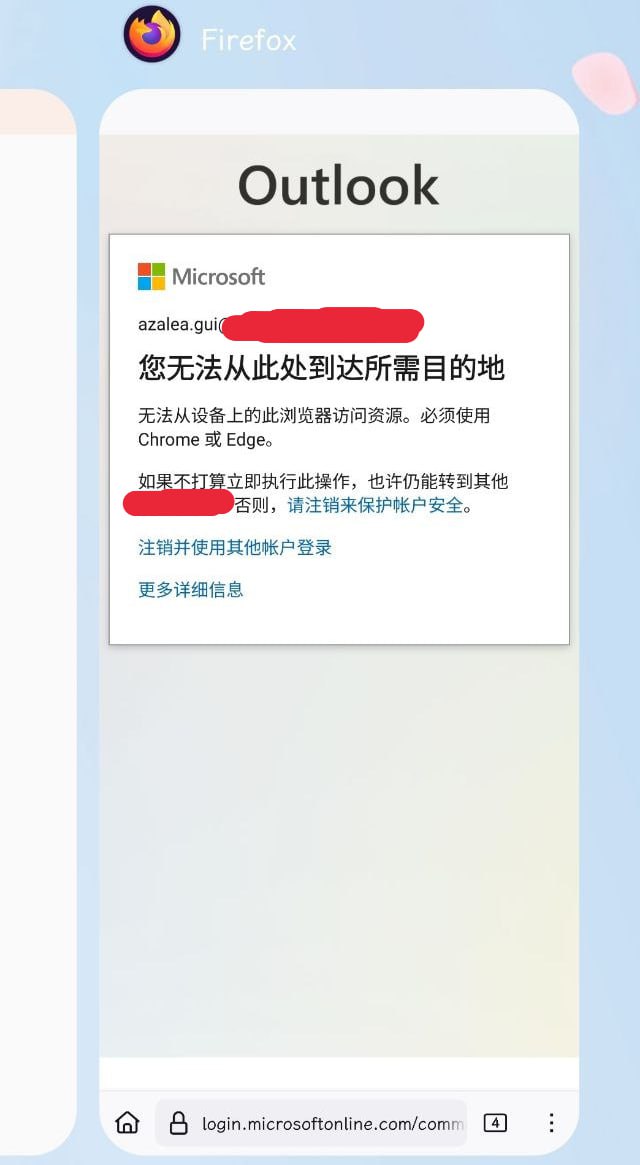 Firefox
Outlook
Microsoft
azalea.gui@
您无法从此处到达所需目的地
无法从设备上的此浏览器访问资源。必须使用
Chrome 或 Edge。
如果不打算立即执行此操作，也许仍能转到其他
否则，请注销来保护帐户安全。
注销并使用其他帐户登录
更多详细信息
login.microsoftonline.com/comm
4